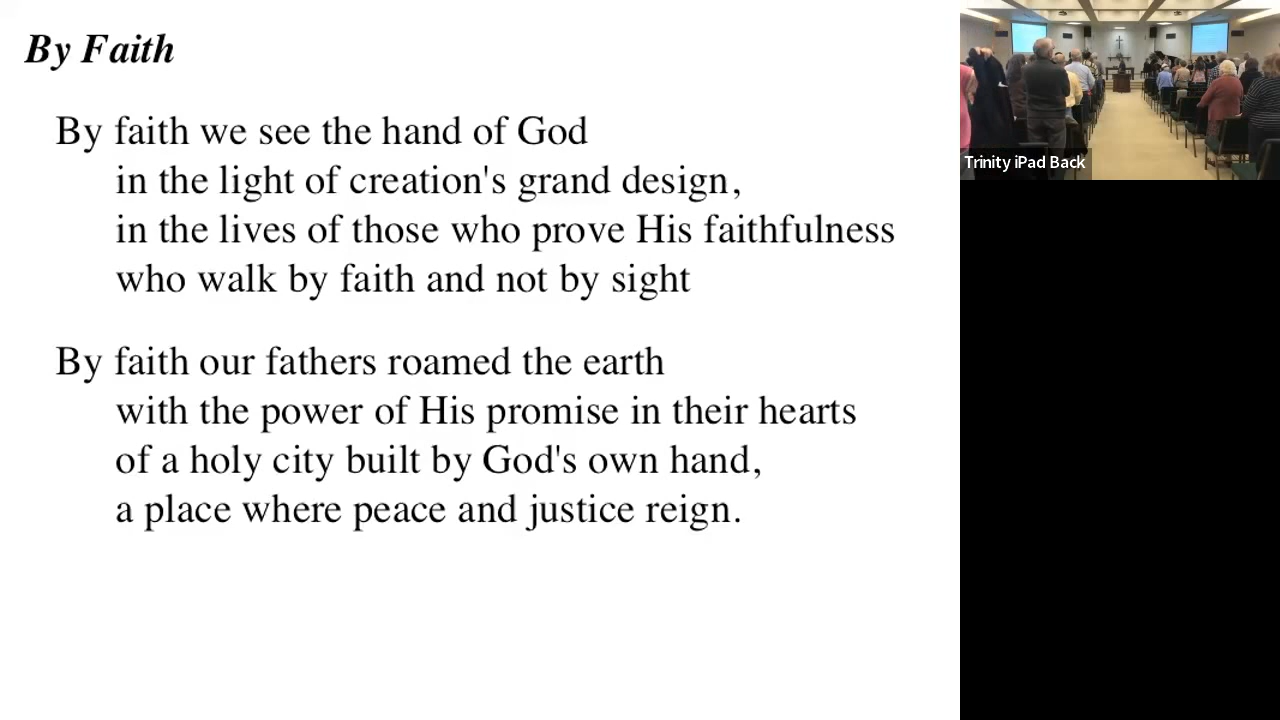 By Faith
By faith we see the hand of God
in the light of creation's grand design,
in the lives of those who prove His faithfulness
who walk by faith and not by sight
By faith our fathers roamed the earth
with the power of His promise in their hearts
of a holy city built by God's own hand,
a place where peace and justice reign.
Trinity iPad Back